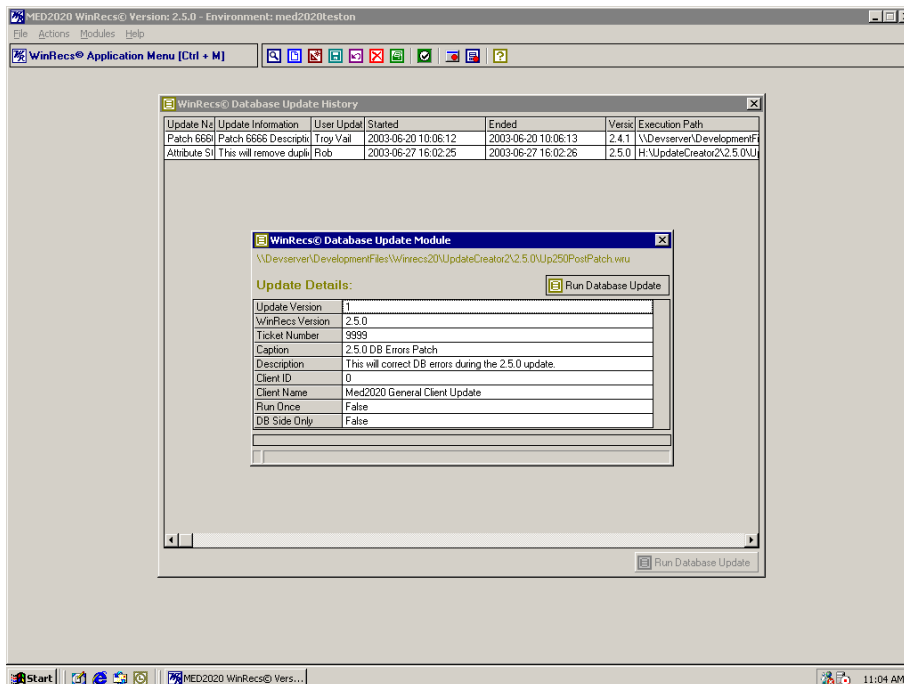 MED2020 WinRecs© Version: 2.5.0 - Environment: med2020teston
File Actions Modules Help
WinRecs© Application Menu [Ctrl + M]
WinRecs© Database Update History
Update Na Update Information User Updat Started Ended Versic Execution Path
Patch 6661 Patch 6666 Descriptic Troy Vail 2003-06-20 10:06:12 2003-06-20 10:06:13 2.4.1 \\Devserver\DevelopmentFi
Attribute SI This will remove dupli Rob 2003-06-27 16:02:25 2003-06-27 16:02:26 2.5.0 H:\UpdateCreator2\2.5.0\U
WinRecs© Database Update Module
\\Devserver\DevelopmentFiles\Winrecs20\UpdateCreator2\2.5.0\Up250PostPatch.wru
Update Details:
Run Database Update
Update Version 1
WinRecs Version 2.5.0
Ticket Number 9999
Caption 2.5.0 DB Errors Patch
Description This will correct DB errors during the 2.5.0 update.
Client ID 0
Client Name Med2020 General Client Update
Run Once False
DB Side Only False
Run Database Update
Start MED2020 WinRecs© Vers... 11:04 AM